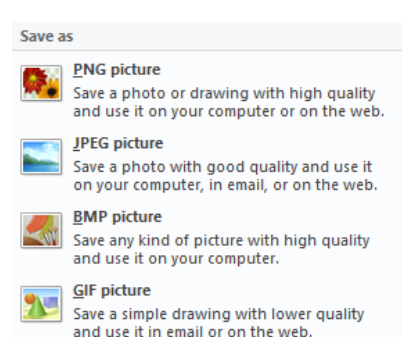 Save as
PNG picture
Save a photo or drawing with high quality
and use it on your computer or on the web.
JPEG picture
Save a photo with good quality and use it
on your computer, in email, or on the web.
BMP picture
Save any kind of picture with high quality
and use it on your computer.
GIF picture
Save a simple drawing with lower quality
and use it in email or on the web.